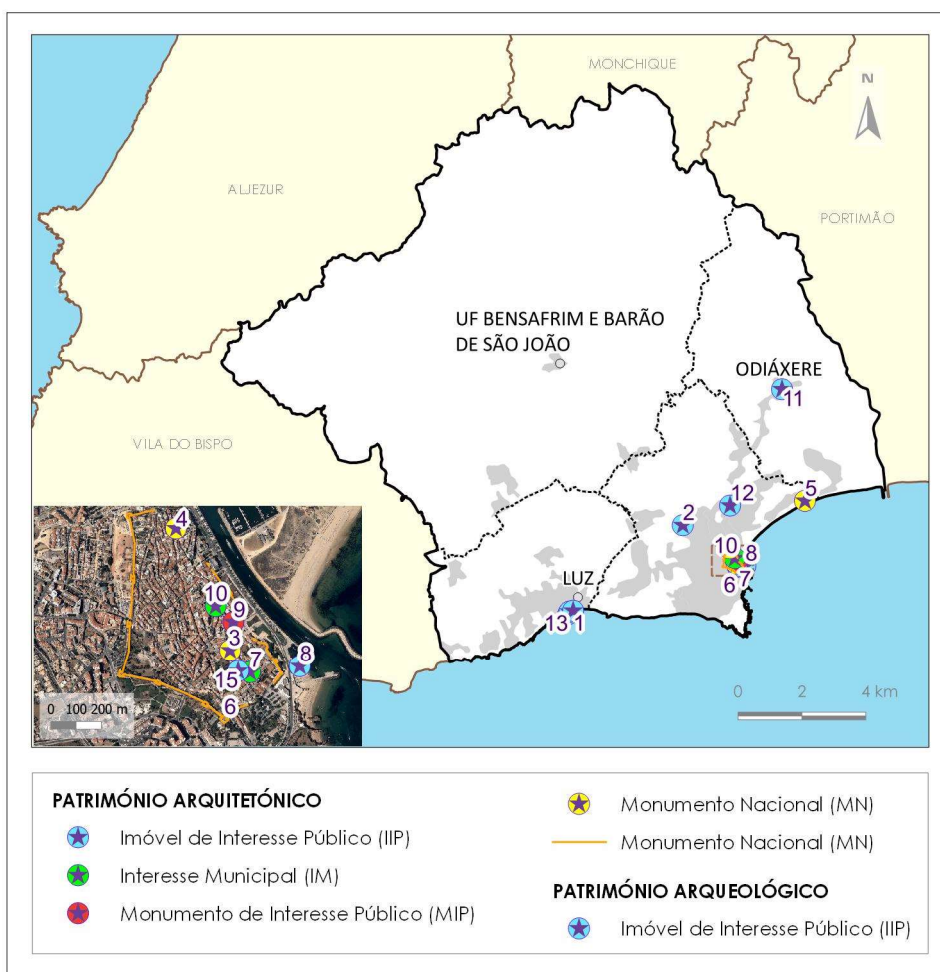 MONCHIQUE
N
ALJEZUR
PORTIMÃO
UF BENSAFRIM E BARÃO
DE SÃO JOÃO
ODIÁXERE
11
VILA DO BISPO
5
12
2
10
8
LUZ
6
7
13
1
4
10
9
3
15
7
8
6
0 100 200 m
0 2 4 km
PATRIMÓNIO ARQUITETÓNICO
Imóvel de Interesse Público (IIP)
Interesse Municipal (IM)
Monumento de Interesse Público (MIP)
Monumento Nacional (MN)
Monumento Nacional (MN)
PATRIMÓNIO ARQUEOLÓGICO
Imóvel de Interesse Público (IIP)